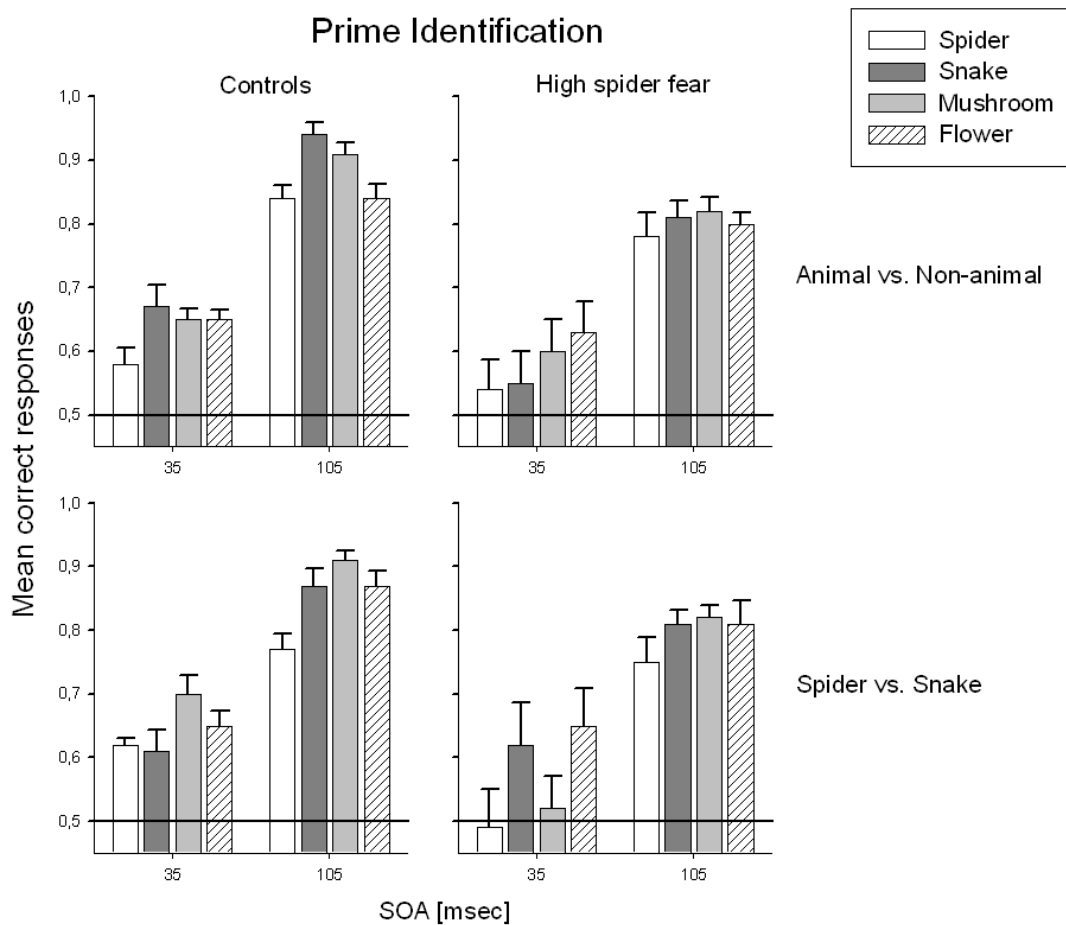 Prime Identification
Spider
Snake
Mushroom
Flower
Controls
High spider fear
1,0
0,9
0,8
0,7
0,6
0,5
35
105
35
105
Animal vs. Non-animal
Mean correct responses
1,0
0,9
0,8
0,7
0,6
0,5
35
105
35
105
Spider vs. Snake
SOA [msec]